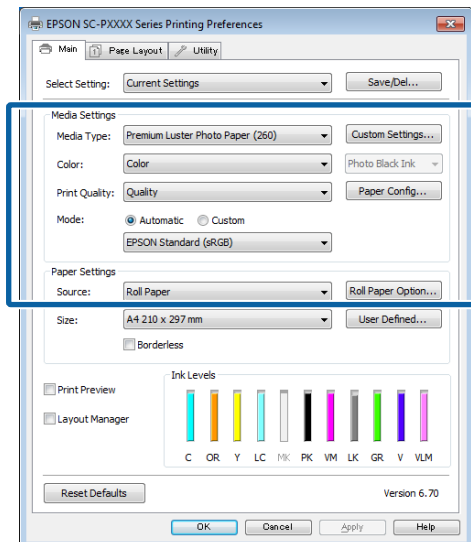 EPSON SC-PXXXX Series Printing Preferences
Main Page Layout Utility
Select Setting: Current Settings Save/Del...
Media Settings
Media Type: Premium Luster Photo Paper (260) Custom Settings...
Color: Color Photo Black Ink
Print Quality: Quality Paper Config...
Mode: Automatic Custom
EPSON Standard (sRGB)
Paper Settings
Source: Roll Paper Roll Paper Option...
Size: A4 210 x 297 mm User Defined...
Borderless
Ink Levels
Print Preview
Layout Manager
C OR Y LC MK PK VM LK GR V VLM
Reset Defaults Version 6.70
OK Cancel Apply Help